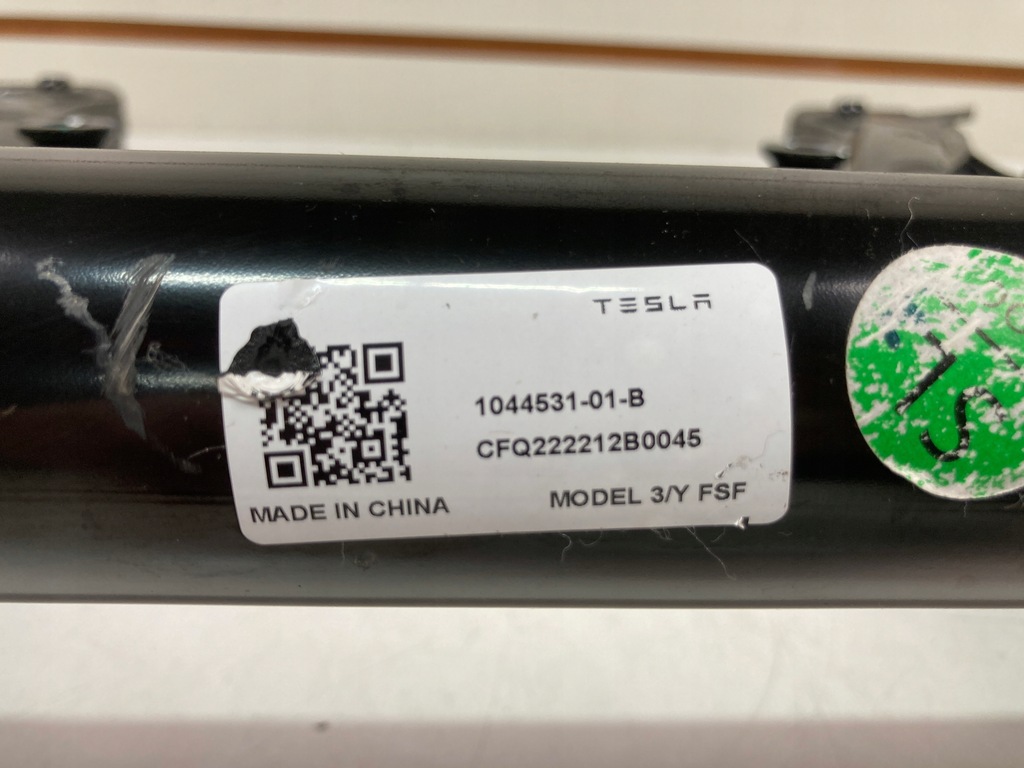 TESLA
1044531-01-B
CFQ222212B0045
MADE IN CHINA
MODEL 3/Y FSF